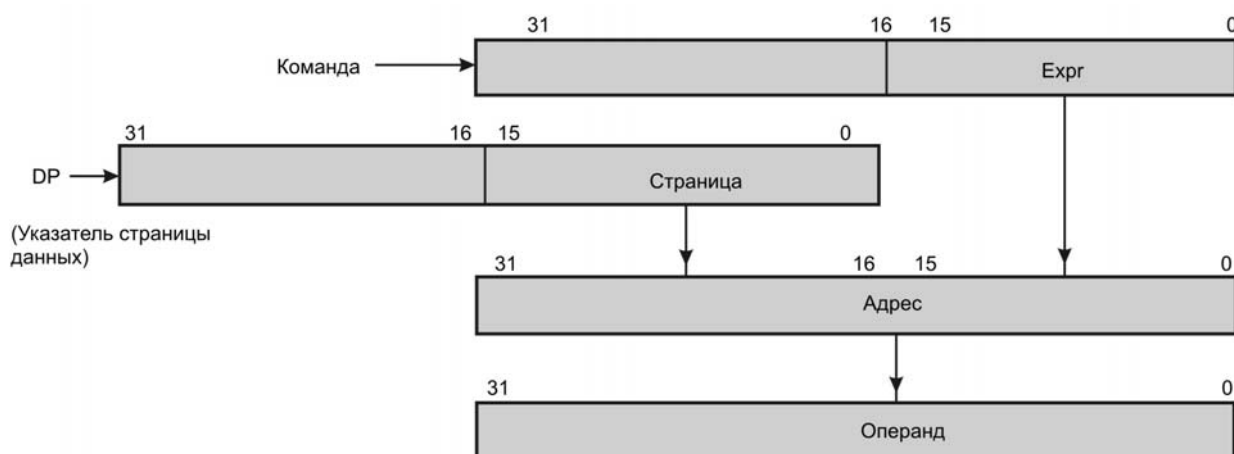 31 16 15 0
Команда Expr
31 16 15 0
DP Страница
(Указатель страницы
данных)
31 16 15 0
Адрес
31 0
Операнд